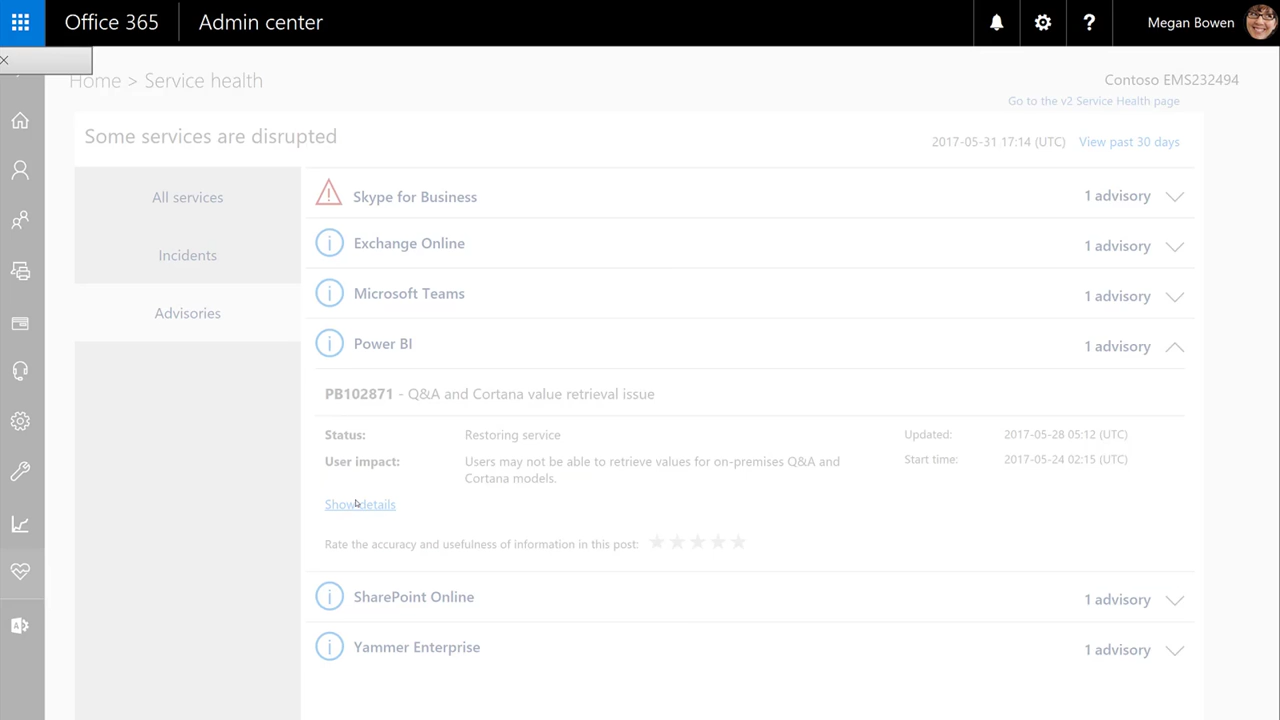 Office 365
Admin center
Megan Bowen
Home > Service health
Contoso EMS232494
Go to the v2 Service Health page
Some services are disrupted
2017-05-31 17:14 (UTC)
View past 30 days
All services
Incidents
Advisories
Skype for Business
1 advisory
Exchange Online
1 advisory
Microsoft Teams
1 advisory
Power BI
1 advisory
PB102871 - Q&A and Cortana value retrieval issue
Status: Restoring service
Updated: 2017-05-28 05:12 (UTC)
User impact: Users may not be able to retrieve values for on-premises Q&A and
Cortana models.
Start time: 2017-05-24 02:15 (UTC)
Show details
Rate the accuracy and usefulness of information in this post:
SharePoint Online
1 advisory
Yammer Enterprise
1 advisory